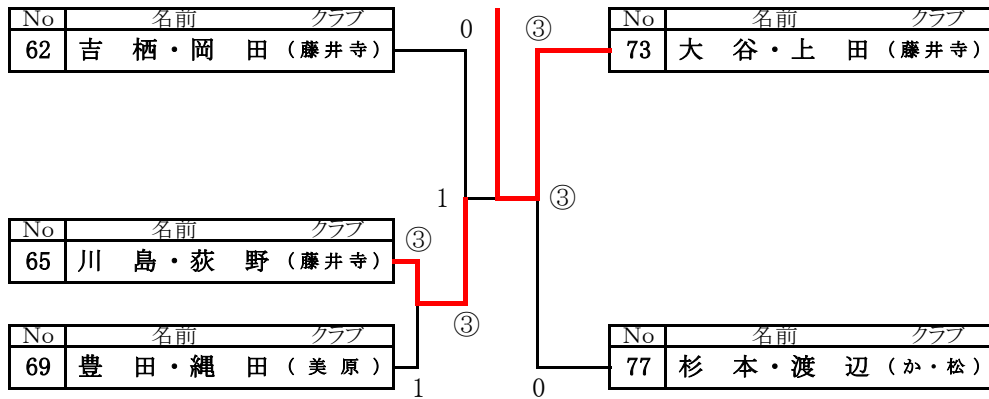 No 名前 クラブ
62 吉 栖・岡 田 (藤井寺)
0
③
No 名前 クラブ
73 大 谷・上 田 (藤井寺)
1
③
No 名前 クラブ
65 川 島・荻 野 (藤井寺)
③
③
No 名前 クラブ
69 豊 田・縄 田 (美原)
1
0
No 名前 クラブ
77 杉 本・渡 辺 (か・松)